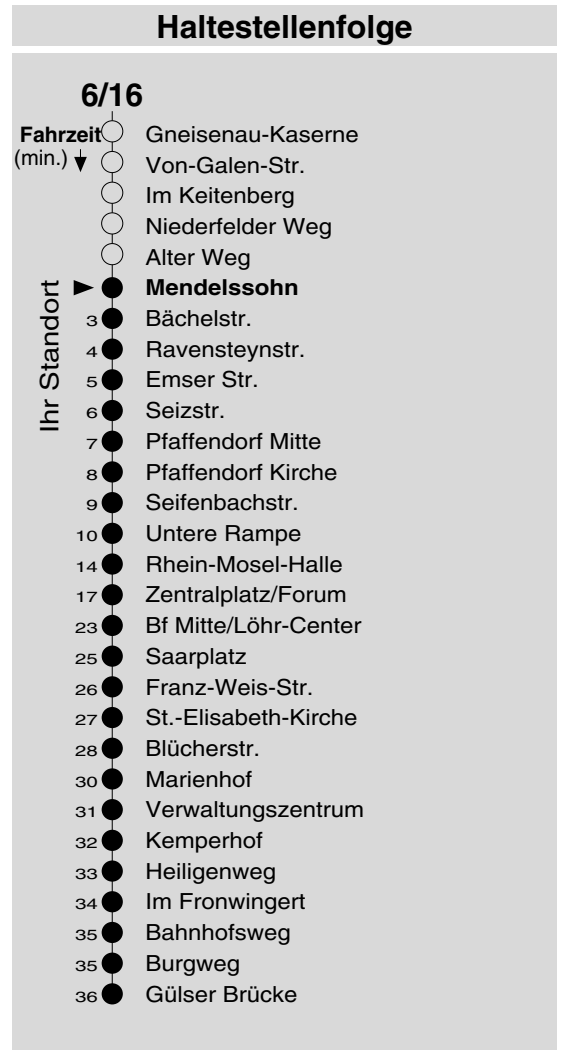 Haltestellenfolge
6/16
Fahrzeit Gneisenau-Kaserne
(min.) Von-Galen-Str.
Im Keitenberg
Niederfelder Weg
Alter Weg
Ihr Standort
Mendelssohn
3 Bächelstr.
4 Ravensteynstr.
5 Emser Str.
6 Seizstr.
7 Pfaffendorf Mitte
8 Pfaffendorf Kirche
9 Seifenbachstr.
10 Untere Rampe
14 Rhein-Mosel-Halle
17 Zentralplatz/Forum
23 Bf Mitte/Löhr-Center
25 Saarplatz
26 Franz-Weis-Str.
27 St.-Elisabeth-Kirche
28 Blücherstr.
30 Marienhof
31 Verwaltungszentrum
32 Kemperhof
33 Heiligenweg
34 Im Fronwingert
35 Bahnhofsweg
35 Burgweg
36 Gülser Brücke